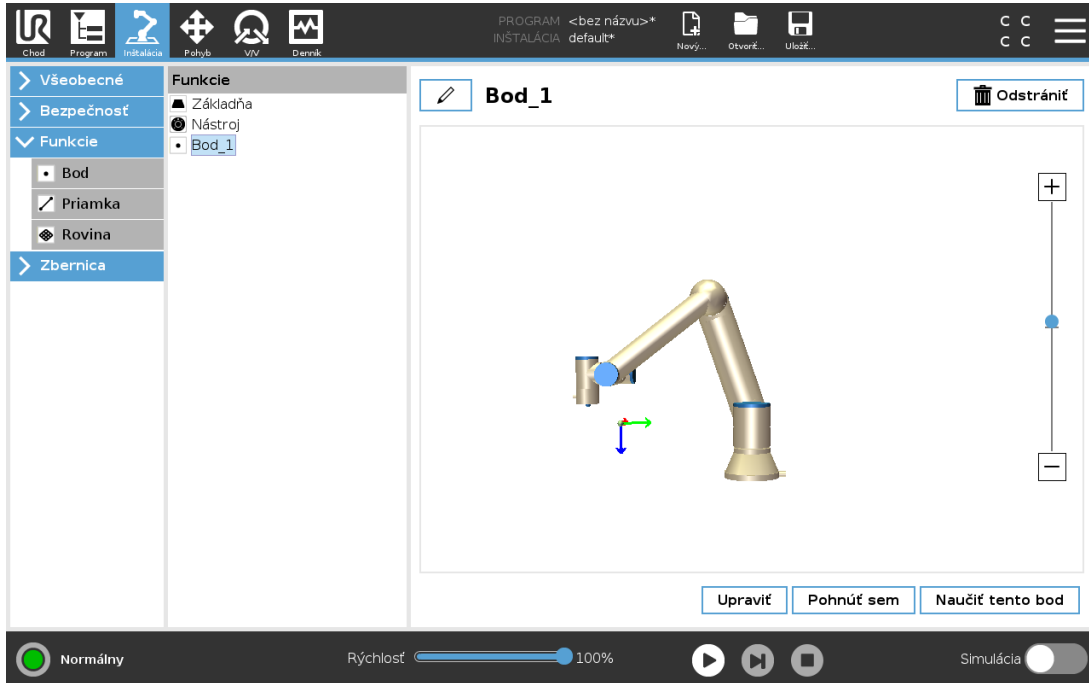 PROGRAM <bez názvu>*
INŠTALÁCIA default*
C C
C C
Chod
Program
Inštalácia
Pohyb
V/V
Denník
Nový...
Otvoriť...
Uložiť...
Všeobecné
Bezpečnosť
Funkcie
Bod
Priamka
Rovina
Zbernica
Funkcie
Základňa
Nástroj
Bod_1
Bod_1
Odstrániť
Upraviť
Pohnúť sem
Naučiť tento bod
Normálny
Rýchlosť
100%
Simulácia